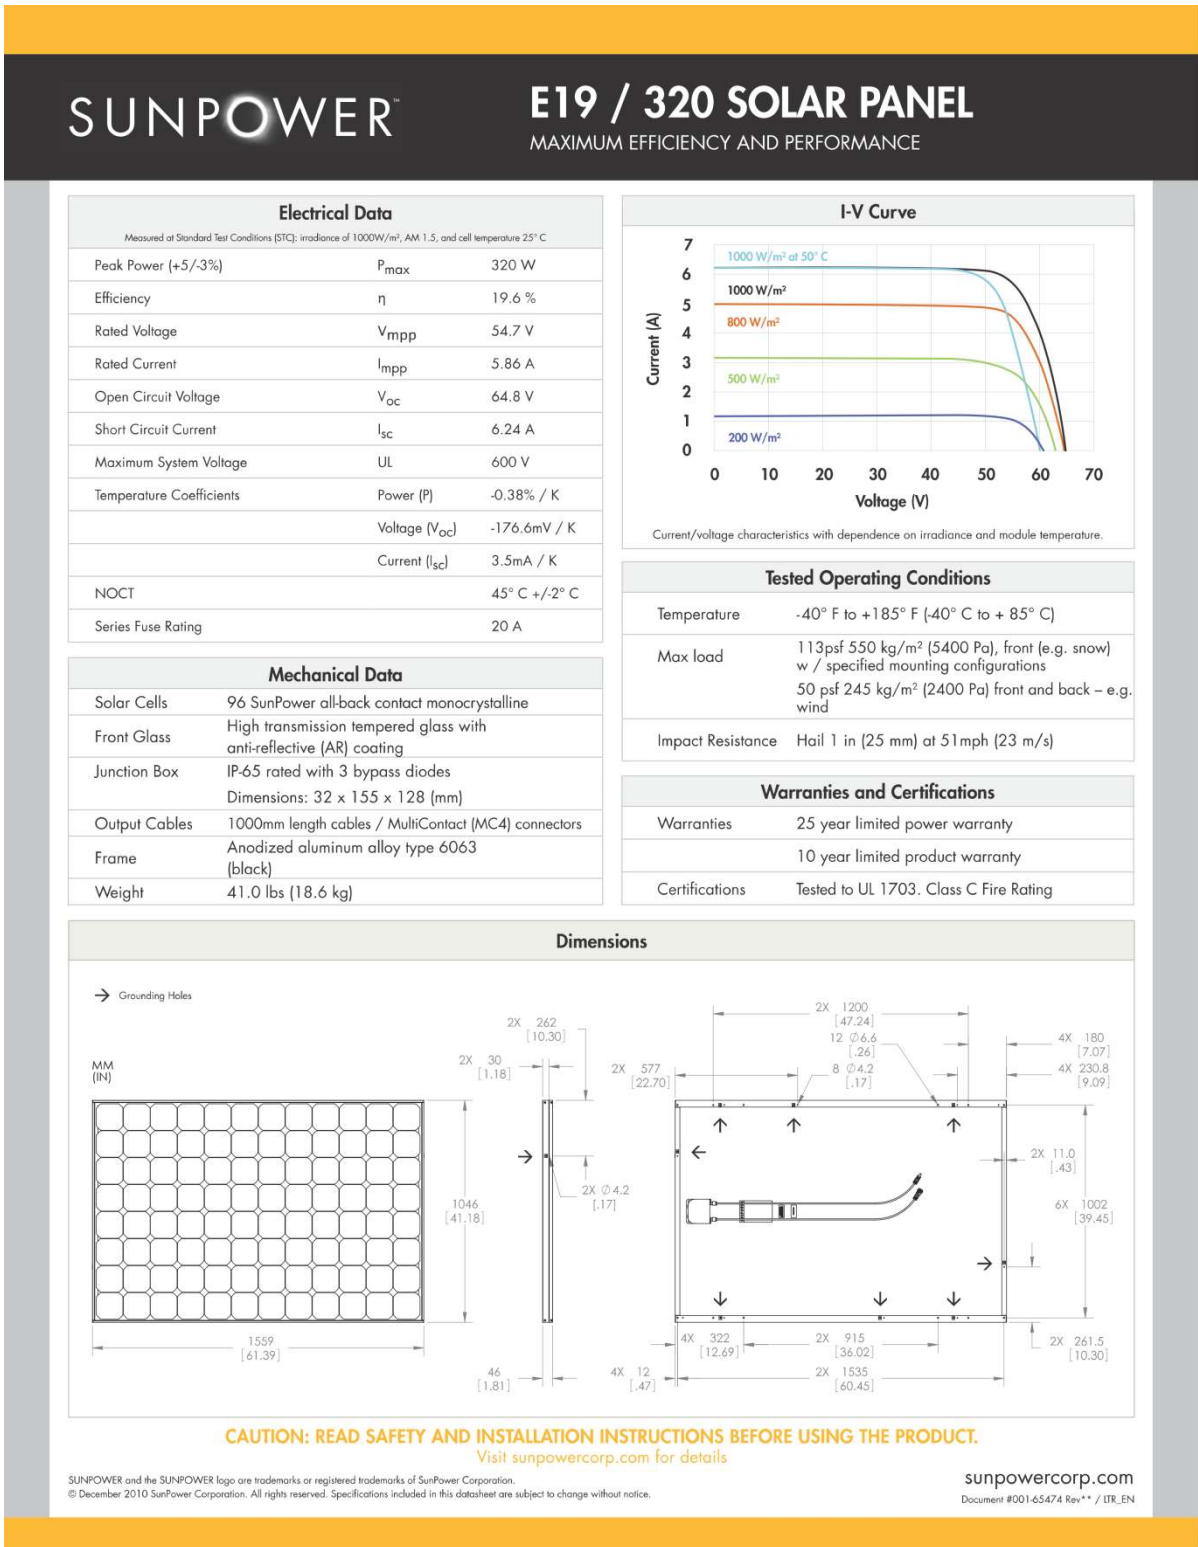 SUNPOWER™
E19 / 320 SOLAR PANEL
MAXIMUM EFFICIENCY AND PERFORMANCE
Electrical Data
Measured at Standard Test Conditions (STC): irradiance of 1000W/m², AM 1.5, and cell temperature 25° C
Peak Power (+5/-3%) Pmax 320 W
Efficiency η 19.6 %
Rated Voltage Vmpp 54.7 V
Rated Current Impp 5.86 A
Open Circuit Voltage Voc 64.8 V
Short Circuit Current Isc 6.24 A
Maximum System Voltage UL 600 V
Temperature Coefficients Power (P) -0.38% / K
Voltage (Voc) -176.6mV / K
Current (Isc) 3.5mA / K
NOCT 45° C +/-2° C
Series Fuse Rating 20 A
Mechanical Data
Solar Cells 96 SunPower all-back contact monocrystalline
Front Glass High transmission tempered glass with
anti-reflective (AR) coating
Junction Box IP-65 rated with 3 bypass diodes
Dimensions: 32 x 155 x 128 (mm)
Output Cables 1000mm length cables / MultiContact (MC4) connectors
Frame Anodized aluminum alloy type 6063
(black)
Weight 41.0 lbs (18.6 kg)
I-V Curve
7
6
5
4
3
2
1
0
Current (A)
1000 W/m² at 50° C
1000 W/m²
800 W/m²
500 W/m²
200 W/m²
0 10 20 30 40 50 60 70
Voltage (V)
Current/voltage characteristics with dependence on irradiance and module temperature.
Tested Operating Conditions
Temperature -40° F to +185° F (-40° C to + 85° C)
Max load 113psf 550 kg/m² (5400 Pa), front (e.g. snow)
w / specified mounting configurations
50 psf 245 kg/m² (2400 Pa) front and back – e.g.
wind
Impact Resistance Hail 1 in (25 mm) at 51mph (23 m/s)
Warranties and Certifications
Warranties 25 year limited power warranty
10 year limited product warranty
Certifications Tested to UL 1703. Class C Fire Rating
Dimensions
Grounding Holes
MM
(IN)
1559
[61.39]
1046
[41.18]
2X 262
[10.30]
2X 30
[1.18]
2X Ø4.2
[.17]
46
[1.81]
2X 1200
[47.24]
12 Ø6.6
[.26]
8 Ø4.2
[.17]
2X 577
[22.70]
4X 180
[7.07]
4X 230.8
[9.09]
2X 11.0
[.43]
6X 1002
[39.45]
4X 322
[12.69]
2X 915
[36.02]
2X 261.5
[10.30]
4X 12
[.47]
2X 1535
[60.45]
CAUTION: READ SAFETY AND INSTALLATION INSTRUCTIONS BEFORE USING THE PRODUCT.
Visit sunpowercorp.com for details
SUNPOWER and the SUNPOWER logo are trademarks or registered trademarks of SunPower Corporation.
© December 2010 SunPower Corporation. All rights reserved. Specifications included in this datasheet are subject to change without notice.
sunpowercorp.com
Document #001-65474 Rev** / LTR_EN